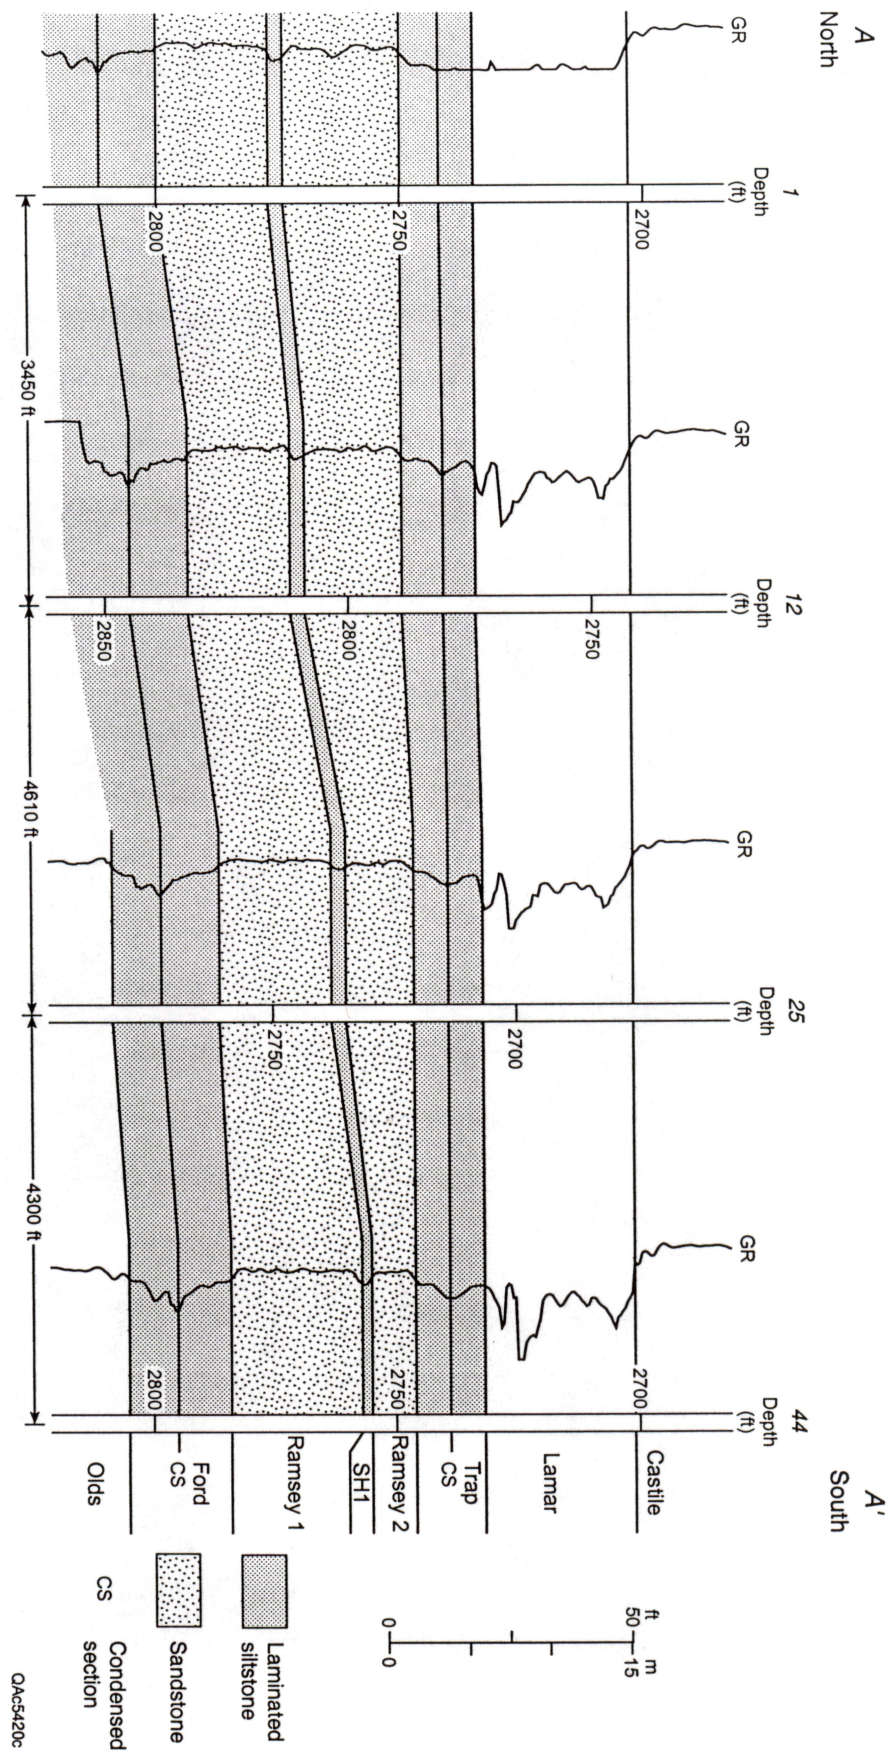 A
North
A'
South
1
Depth
(ft)
12
Depth
(ft)
25
Depth
(ft)
44
Depth
(ft)
GR
GR
GR
GR
2700
2750
2800
2750
2800
2850
2700
2750
2700
2750
2800
Castile
Lamar
Trap
CS
Ramsey 2
SH1
Ramsey 1
Ford
CS
Olds
3450 ft
4610 ft
4300 ft
ft
m
50
15
0
0
Laminated
siltstone
Sandstone
CS
Condensed
section
QAc5420c